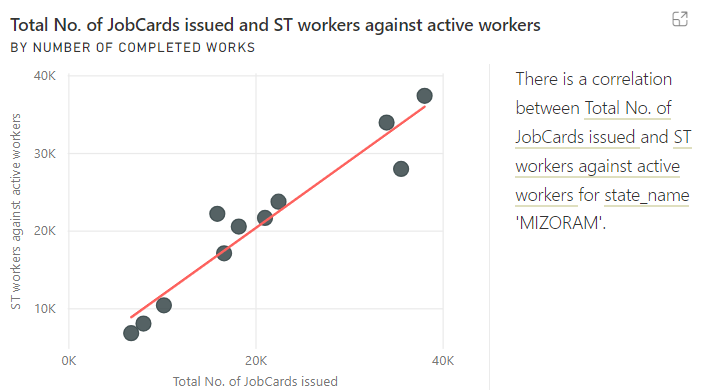 Total No. of JobCards issued and ST workers against active workers
BY NUMBER OF COMPLETED WORKS
ST workers against active workers
40K
30K
20K
10K
0K
20K
40K
Total No. of JobCards issued
There is a correlation
between Total No. of
JobCards issued and ST
workers against active
workers for state_name
'MIZORAM'.